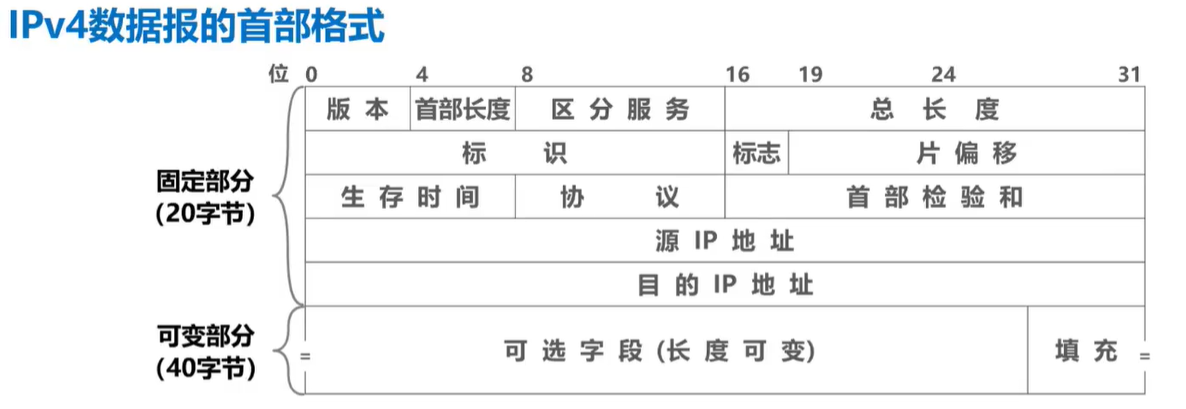 IPv4数据报的首部格式
位 0 4 8 16 19 24 31
版本 首部长度 区分服务 总长度
标识 标志 片偏移
固定部分
(20字节)
生存时间 协议 首部检验和
源 IP 地址
目的 IP 地址
可变部分
(40字节)
= 可选字段 (长度可变) 填充 =